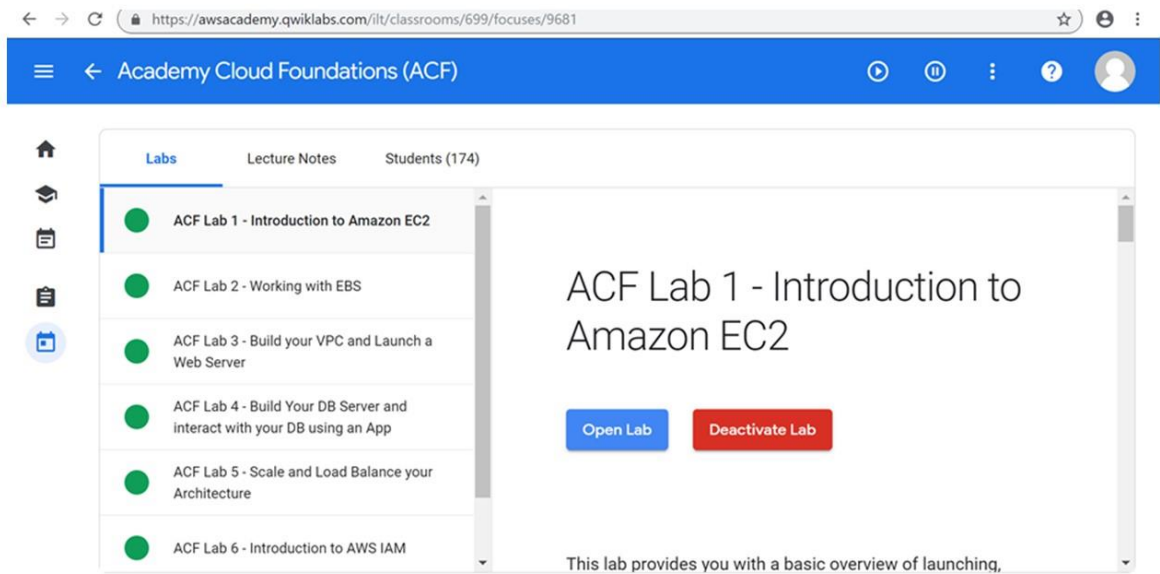 https://awsacademy.qwiklabs.com/ilt/classrooms/699/focuses/9681
Academy Cloud Foundations (ACF)
Labs
Lecture Notes
Students (174)
ACF Lab 1 - Introduction to Amazon EC2
ACF Lab 2 - Working with EBS
ACF Lab 3 - Build your VPC and Launch a
Web Server
ACF Lab 4 - Build Your DB Server and
interact with your DB using an App
ACF Lab 5 - Scale and Load Balance your
Architecture
ACF Lab 6 - Introduction to AWS IAM
ACF Lab 1 - Introduction to
Amazon EC2
Open Lab
Deactivate Lab
This lab provides you with a basic overview of launching,